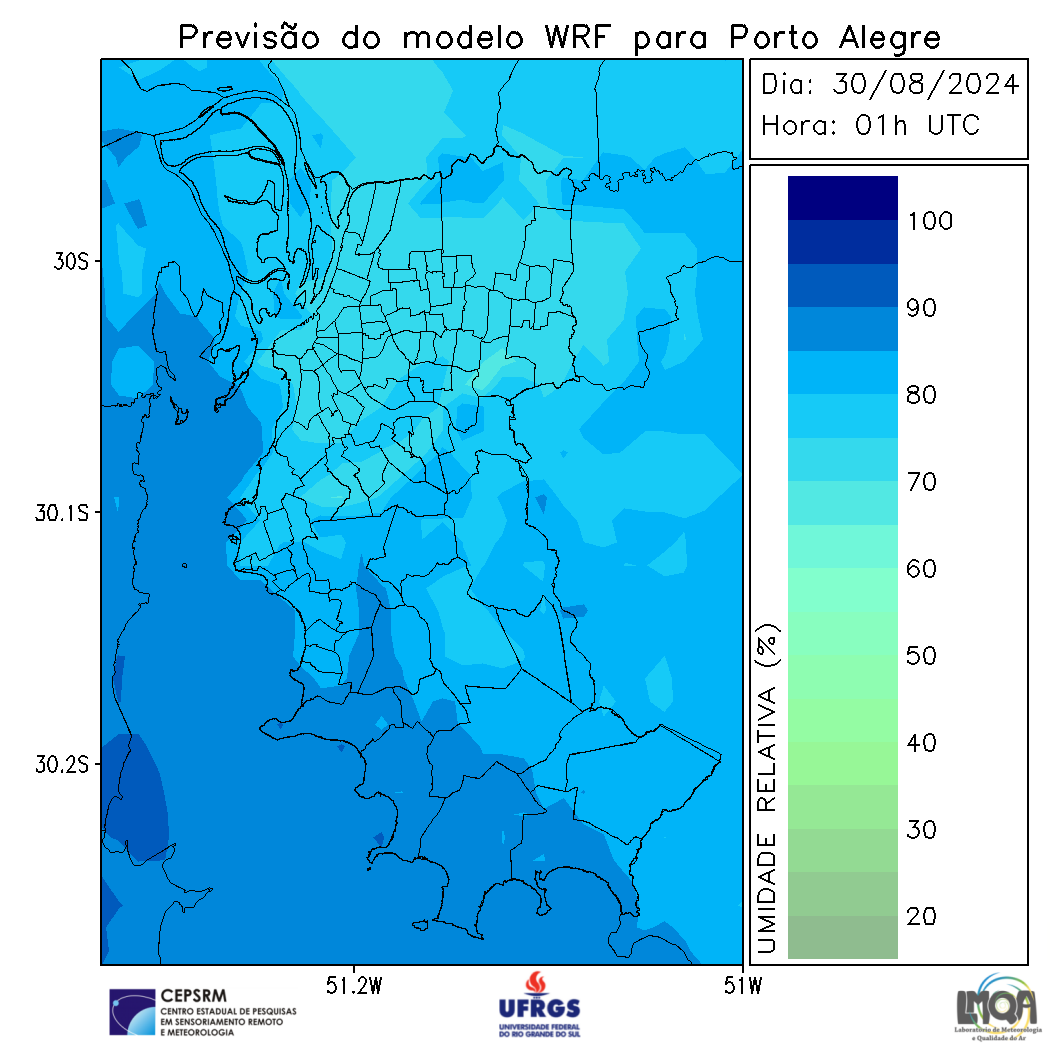 Previsão do modelo WRF para Porto Alegre
Dia: 30/08/2024
Hora: 01h UTC
30S
30.1S
30.2S
51.2W
51W
100
90
80
70
60
50
40
30
20
UMIDADE RELATIVA (%)
CEPSRM
CENTRO ESTADUAL DE PESQUISAS
EM SENSORIAMENTO REMOTO
E METEOROLOGIA
UFRGS
UNIVERSIDADE FEDERAL
DO RIO GRANDE DO SUL
LMQA
Laboratório de Meteorologia
e Qualidade do Ar